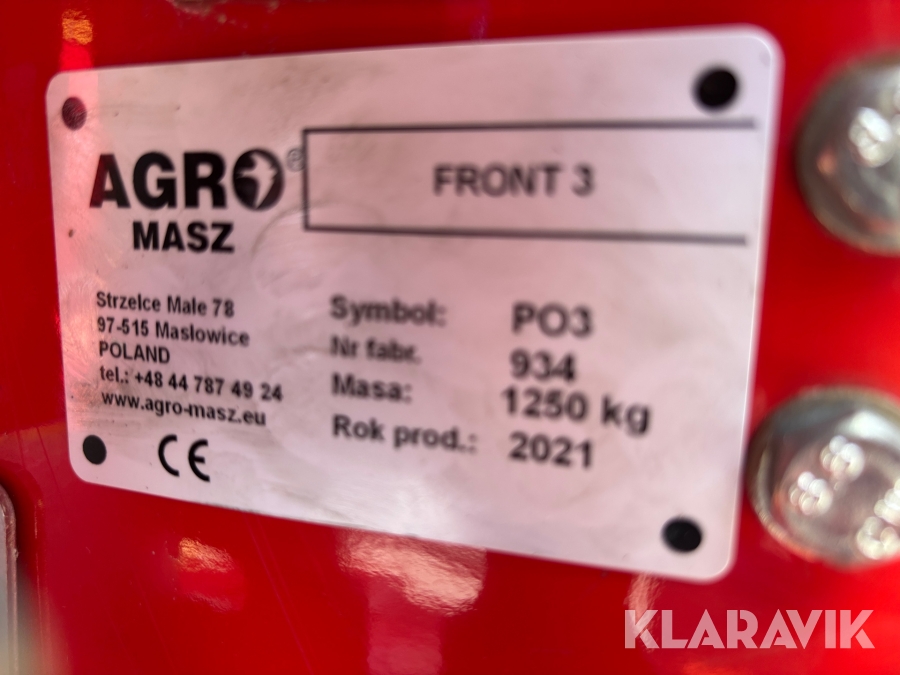 AGRO®
MASZ
FRONT 3
Strzelce Małe 78
97-515 Masłowice
POLAND
tel.: +48 44 787 49 24
www.agro-masz.eu
CE
Symbol: PO3
Nr fabr. 934
Masa: 1250 kg
Rok prod.: 2021
KLARAVIK